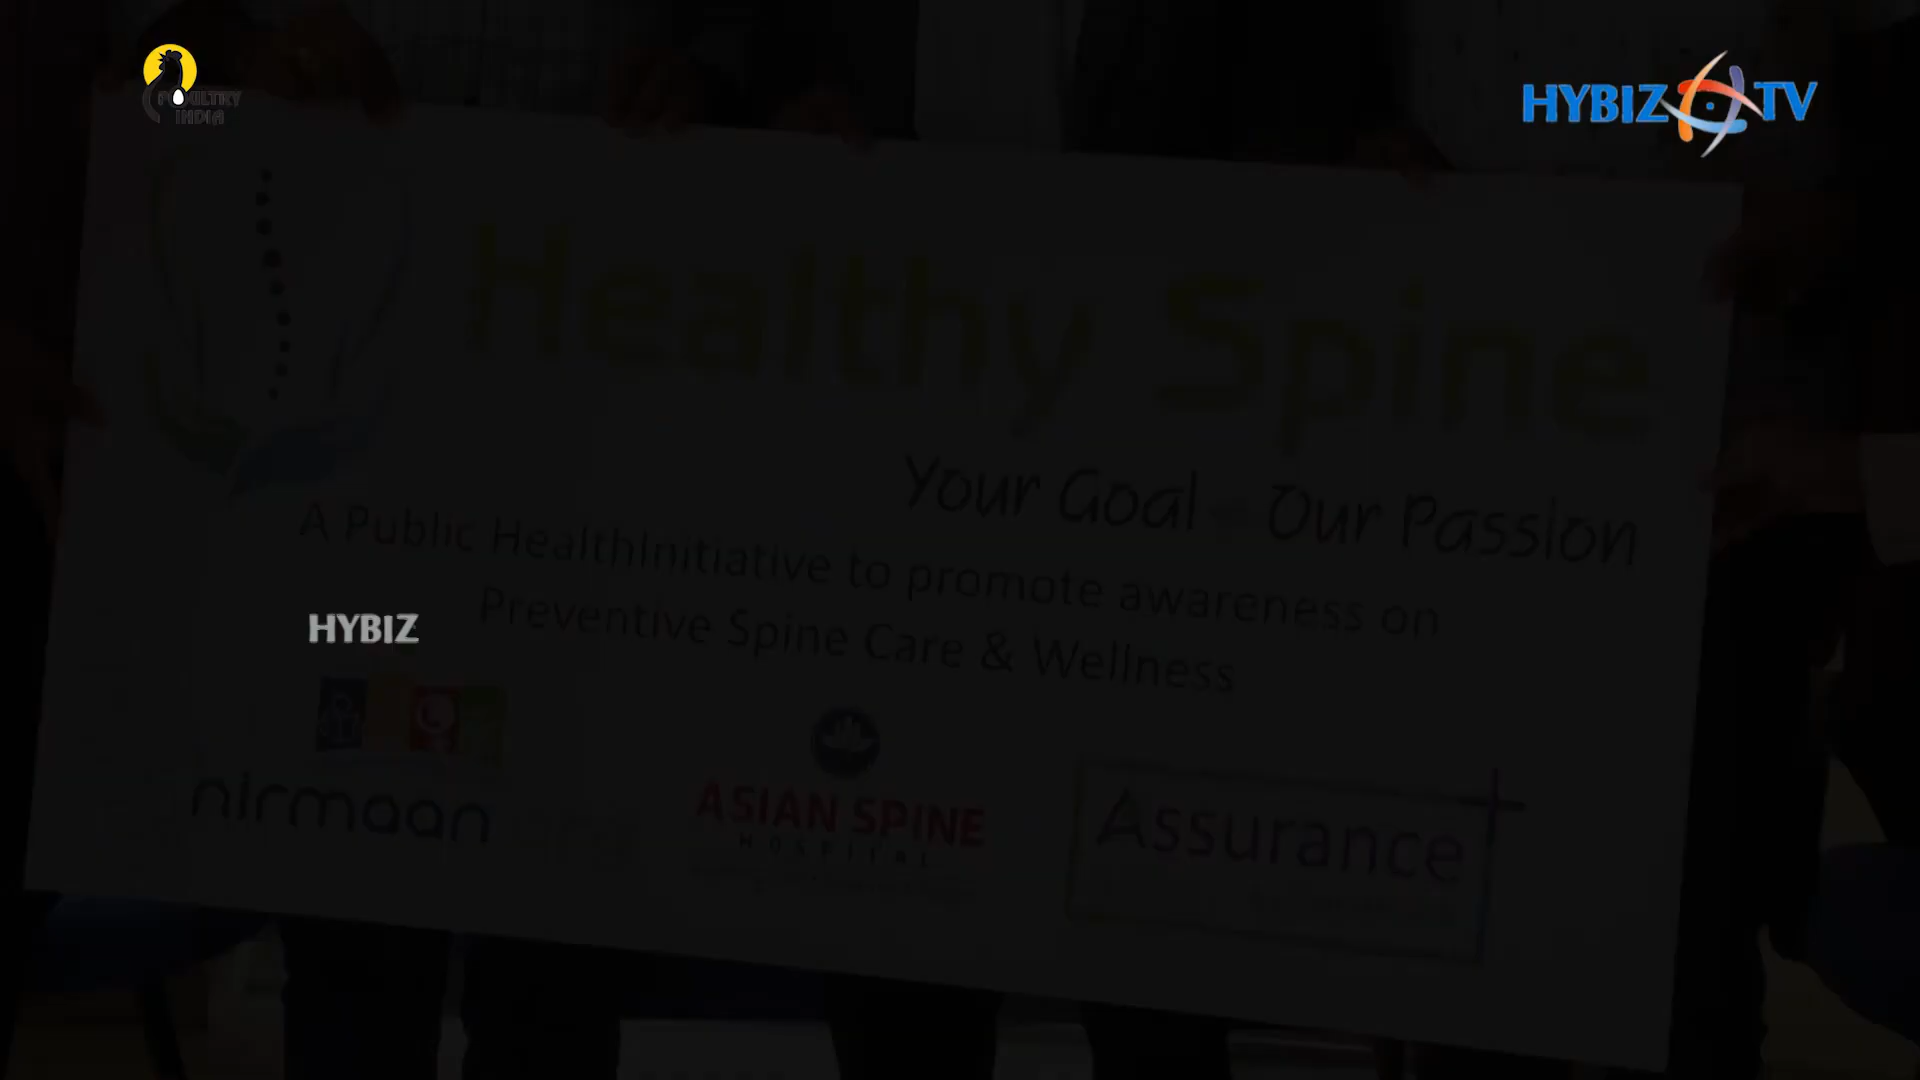 POULTRY
INDIA
HYBIZ TV
Healthy Spine
Your Goal - Our Passion
A Public HealthInitiative to promote awareness on
Preventive Spine Care & Wellness
HYBIZ
nirmaan
ASIAN SPINE
HOSPITAL
Assurance